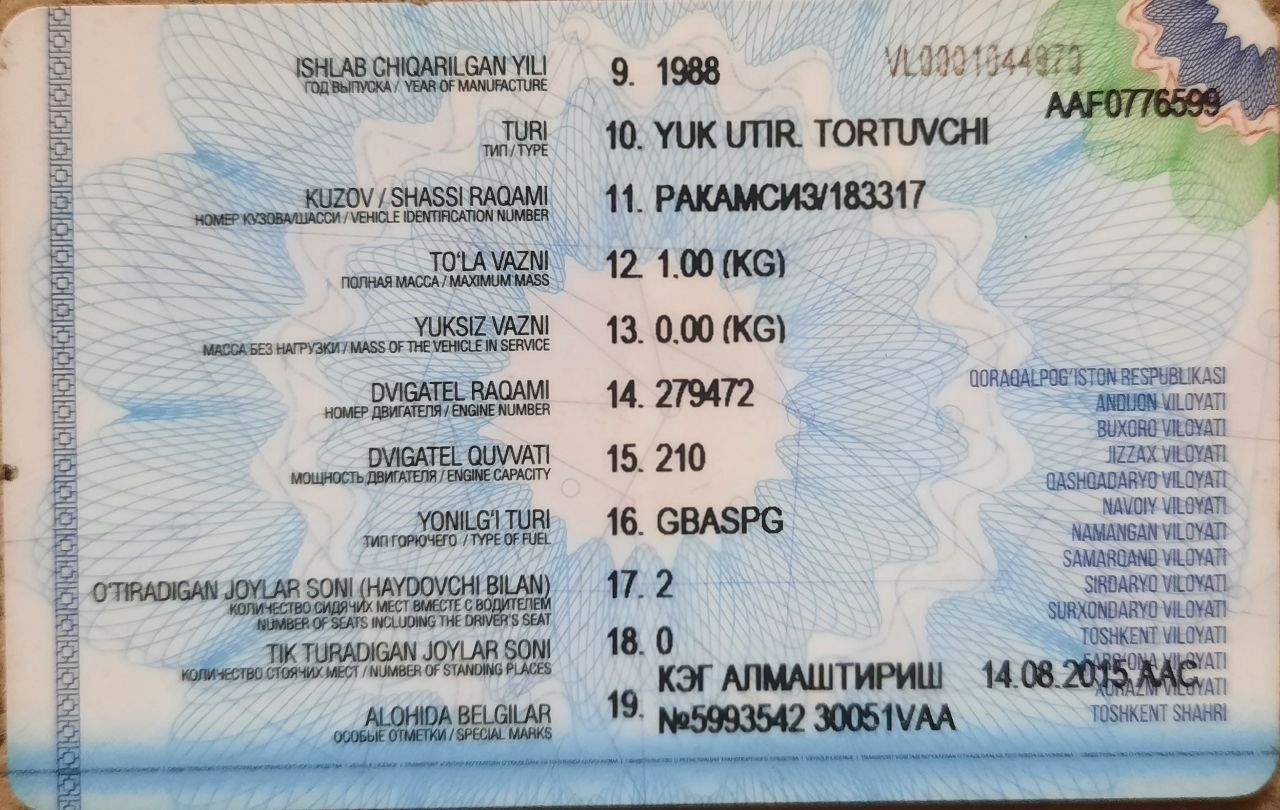 VL0001044870
AAF0776599
ISHLAB CHIQARILGAN YILI
ГОД ВЫПУСКА / YEAR OF MANUFACTURE
9. 1988
TURI
ТИП / TYPE
10. YUK UTIR. TORTUVCHI
KUZOV / SHASSI RAQAMI
НОМЕР КУЗОВА/ШАССИ / VEHICLE IDENTIFICATION NUMBER
11. РАКАМСИЗ/183317
TO‘LA VAZNI
ПОЛНАЯ МАССА / MAXIMUM MASS
12. 1.00 (KG)
YUKSIZ VAZNI
МАССА БЕЗ НАГРУЗКИ / MASS OF THE VEHICLE IN SERVICE
13. 0.00 (KG)
DVIGATEL RAQAMI
НОМЕР ДВИГАТЕЛЯ / ENGINE NUMBER
14. 279472
DVIGATEL QUVVATI
МОЩНОСТЬ ДВИГАТЕЛЯ / ENGINE CAPACITY
15. 210
YONILG‘I TURI
ТИП ГОРЮЧЕГО / TYPE OF FUEL
16. GBASPG
O‘TIRADIGAN JOYLAR SONI (HAYDOVCHI BILAN)
КОЛИЧЕСТВО СИДЯЧИХ МЕСТ ВМЕСТЕ С ВОДИТЕЛЕМ
NUMBER OF SEATS INCLUDING THE DRIVER'S SEAT
17. 2
TIK TURADIGAN JOYLAR SONI
КОЛИЧЕСТВО СТОЯЧИХ МЕСТ / NUMBER OF STANDING PLACES
18. 0
ALOHIDA BELGILAR
ОСОБЫЕ ОТМЕТКИ / SPECIAL MARKS
19. КЭГ АЛМАШТИРИШ 14.08.2015 ААС
№5993542 30051VAA
QORAQALPOG‘ISTON RESPUBLIKASI
ANDIJON VILOYATI
BUXORO VILOYATI
JIZZAX VILOYATI
QASHQADARYO VILOYATI
NAVOIY VILOYATI
NAMANGAN VILOYATI
SAMARQAND VILOYATI
SIRDARYO VILOYATI
SURXONDARYO VILOYATI
TOSHKENT VILOYATI
FARG‘ONA VILOYATI
XORAZM VILOYATI
TOSHKENT SHAHRI